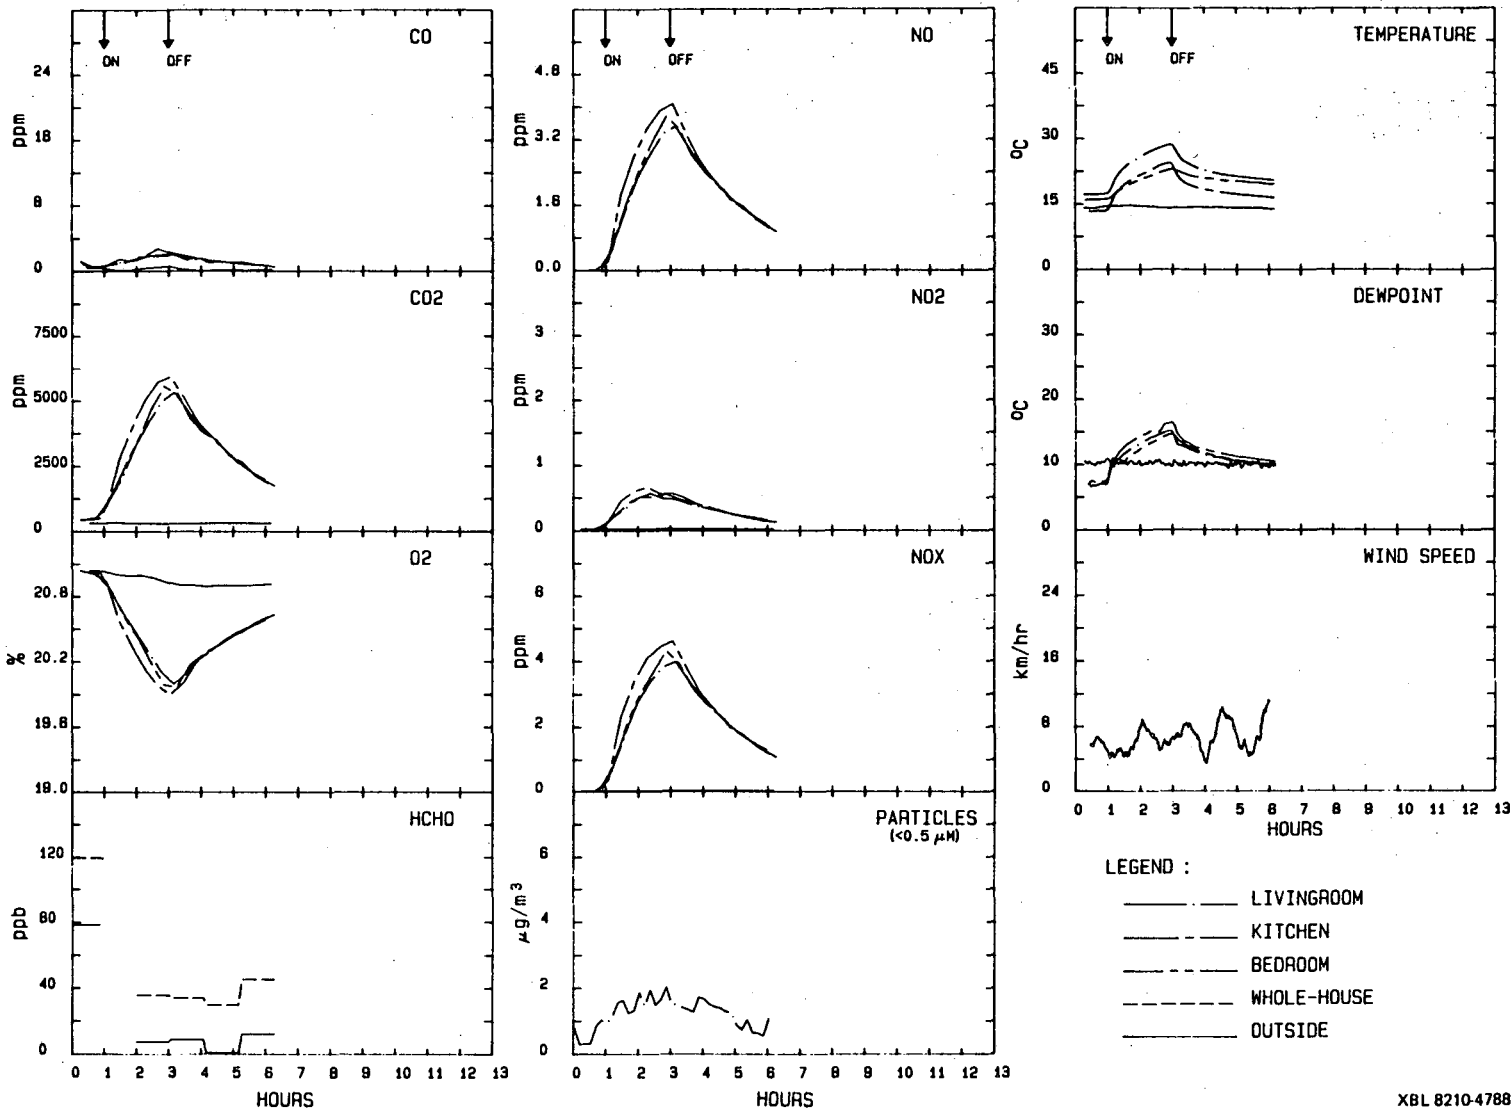 CO
ON OFF
ppm
24
18
8
0
CO2
ppm
7500
5000
2500
0
O2
%
20.8
20.2
19.8
19.0
HCHO
ppb
120
80
40
0
0 1 2 3 4 5 6 7 8 9 10 11 12 13
HOURS
NO
ON OFF
ppm
4.8
3.2
1.8
0.0
NO2
ppm
3
2
1
0
NOX
ppm
6
4
2
0
PARTICLES
(<0.5 μM)
μg/m3
6
4
2
0
0 1 2 3 4 5 6 7 8 9 10 11 12 13
HOURS
TEMPERATURE
ON OFF
ºC
45
30
15
0
DEWPOINT
ºC
30
20
10
0
WIND SPEED
km/hr
24
16
8
0
0 1 2 3 4 5 6 7 8 9 10 11 12 13
HOURS
LEGEND :
LIVINGROOM
KITCHEN
BEDROOM
WHOLE-HOUSE
OUTSIDE
XBL 8210-4788